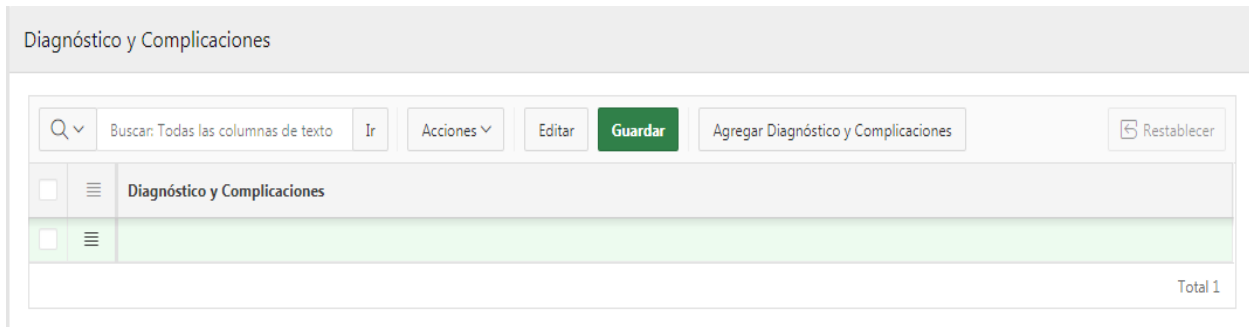 Diagnóstico y Complicaciones
Buscar: Todas las columnas de texto Ir Acciones Editar Guardar Agregar Diagnóstico y Complicaciones Restablecer
Diagnóstico y Complicaciones
Total 1